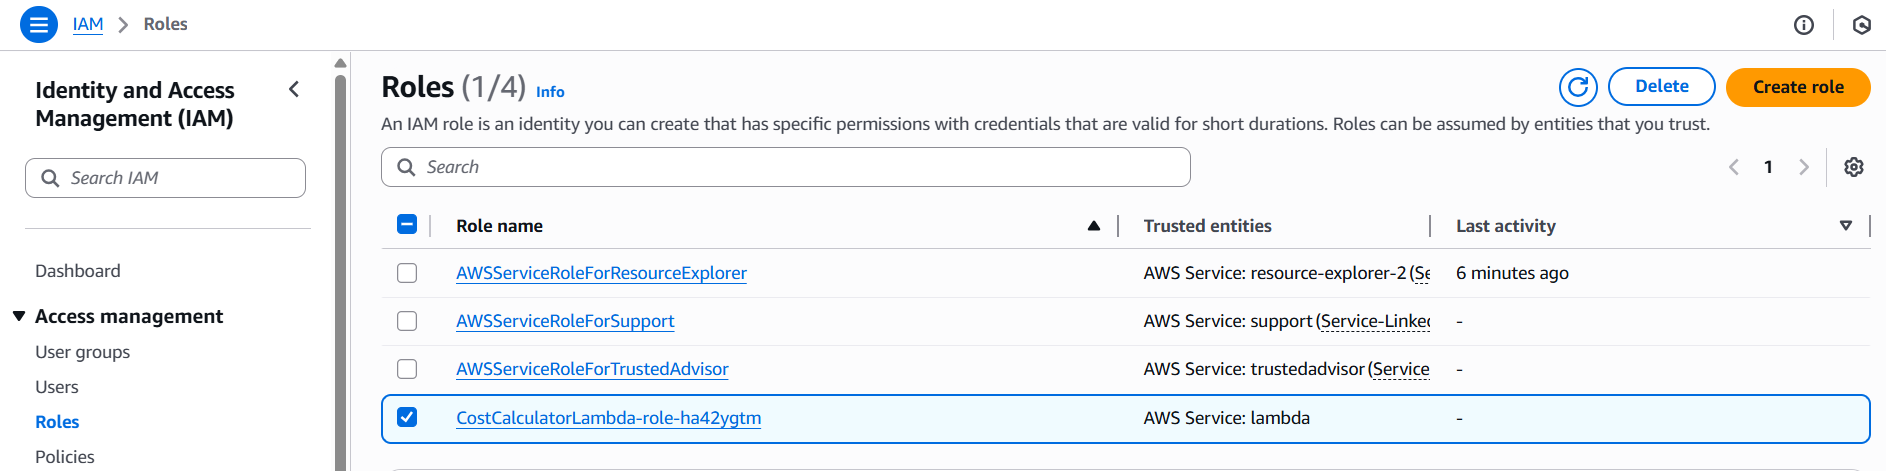 IAM > Roles
Identity and Access
Management (IAM)
Search IAM
Dashboard
Access management
User groups
Users
Roles
Policies
Roles (1/4) Info
Delete
Create role
An IAM role is an identity you can create that has specific permissions with credentials that are valid for short durations. Roles can be assumed by entities that you trust.
Search
1
Role name Trusted entities Last activity
AWSServiceRoleForResourceExplorer AWS Service: resource-explorer-2 (Se 6 minutes ago
AWSServiceRoleForSupport AWS Service: support (Service-Linked -
AWSServiceRoleForTrustedAdvisor AWS Service: trustedadvisor (Service -
CostCalculatorLambda-role-ha42ygtm AWS Service: lambda -